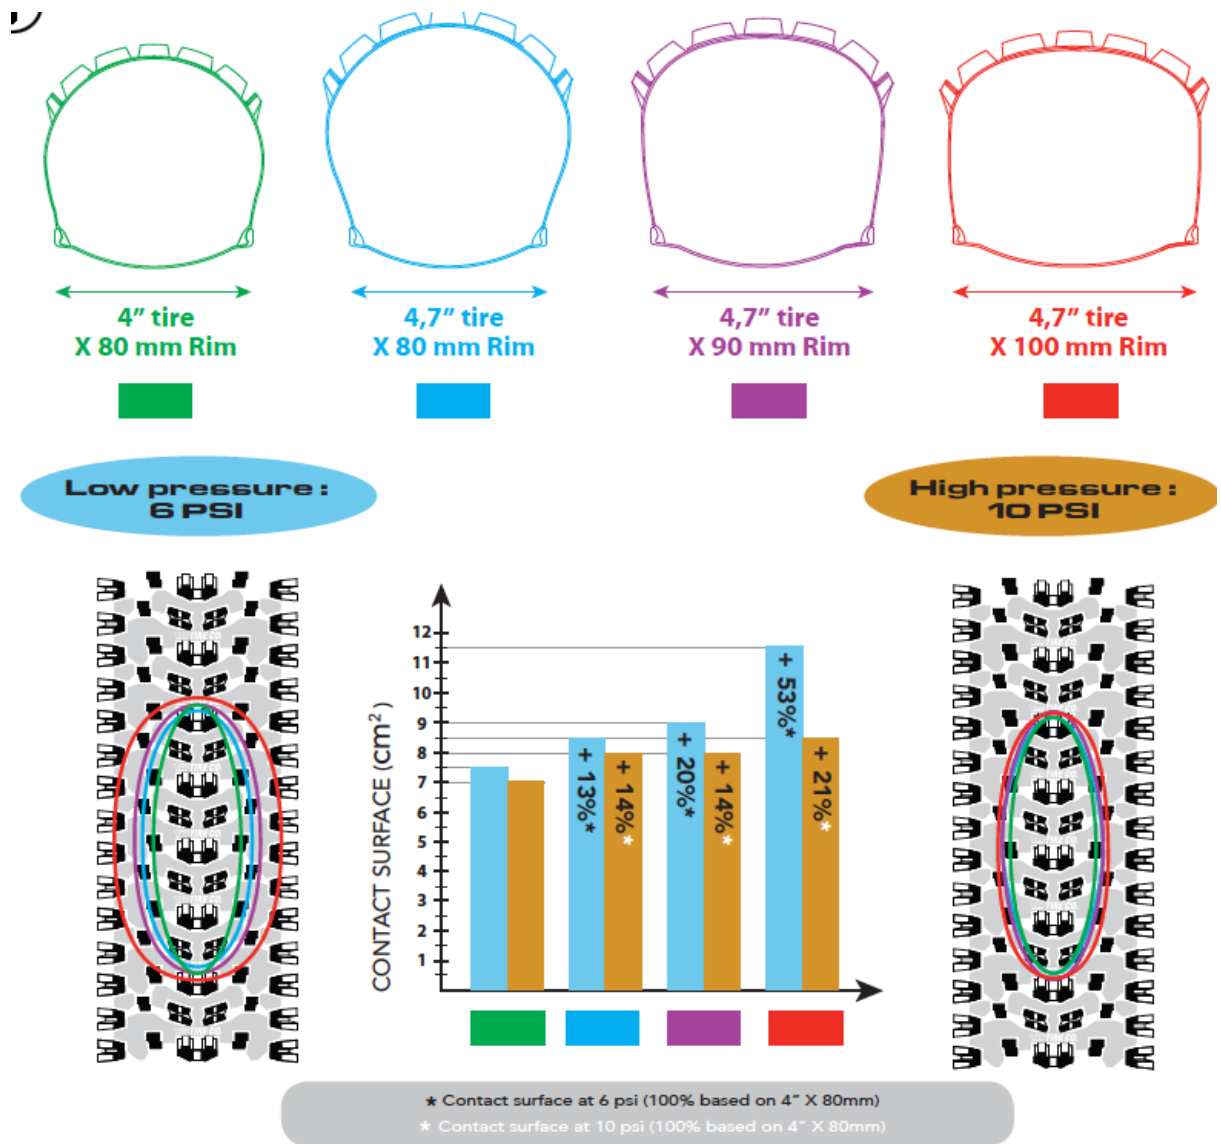 4” tire
X 80 mm Rim
4,7” tire
X 80 mm Rim
4,7” tire
X 90 mm Rim
4,7” tire
X 100 mm Rim
Low pressure :
6 PSI
High pressure :
10 PSI
CONTACT SURFACE (cm²)
12
11
10
9
8
7
6
5
4
3
2
1
+ 13%*
+ 14%*
+ 20%*
+ 14%*
+ 53%*
+ 21%*
* Contact surface at 6 psi (100% based on 4” X 80mm)
* Contact surface at 10 psi (100% based on 4” X 80mm)